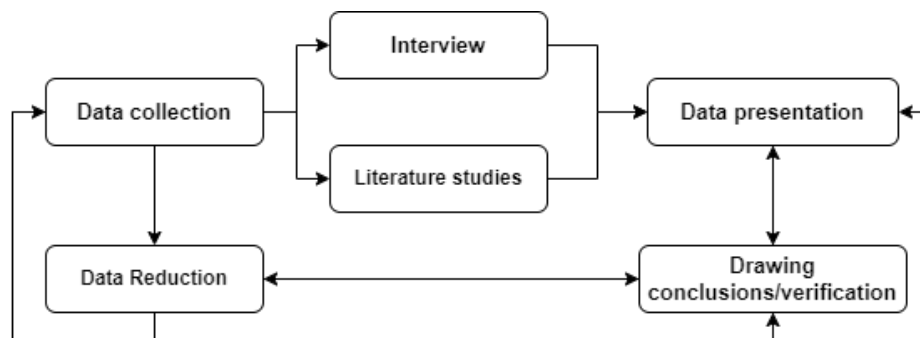 Interview
Data collection
Data presentation
Literature studies
Data Reduction
Drawing
conclusions/verification